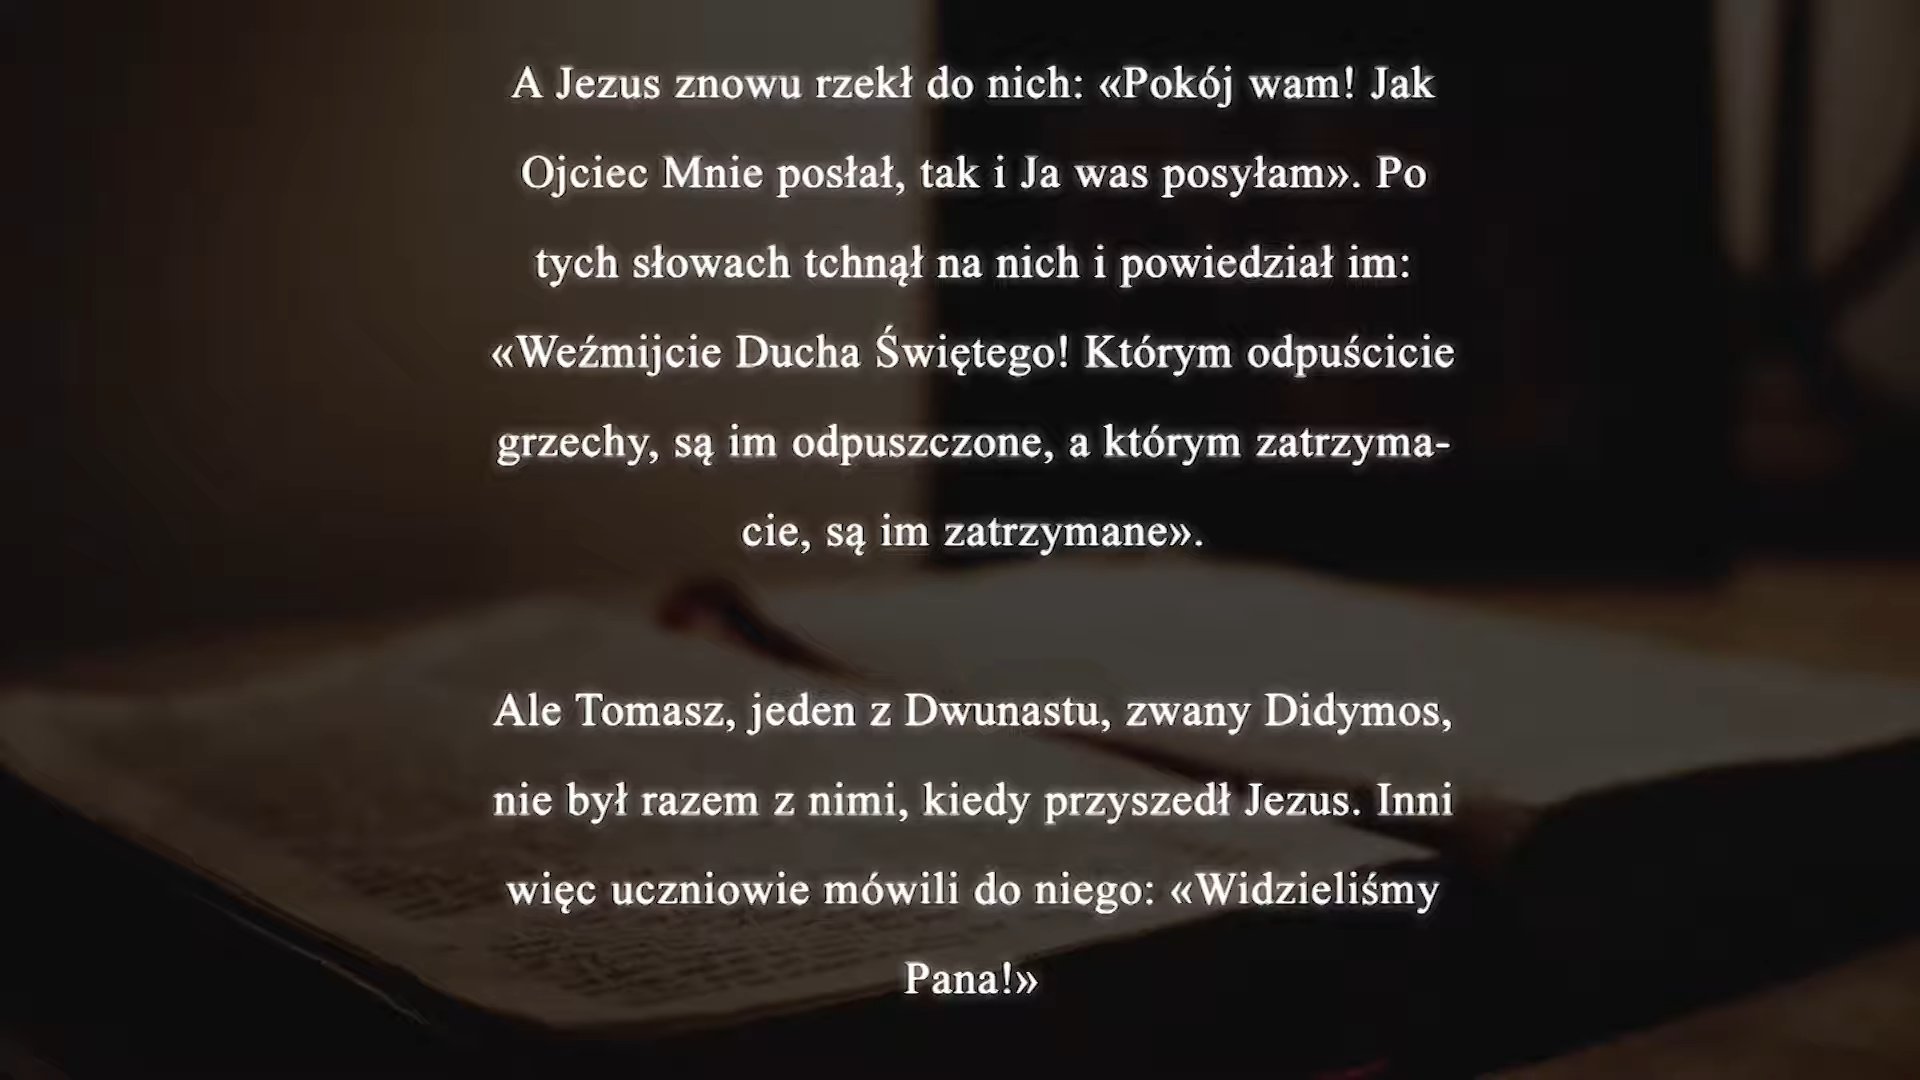 A Jezus znowu rzekł do nich: «Pokój wam! Jak
Ojciec Mnie posłał, tak i Ja was posyłam». Po
tych słowach tchnął na nich i powiedział im:
«Weźmijcie Ducha Świętego! Którym odpuścicie
grzechy, są im odpuszczone, a którym zatrzyma-
cie, są im zatrzymane».
Ale Tomasz, jeden z Dwunastu, zwany Didymos,
nie był razem z nimi, kiedy przyszedł Jezus. Inni
więc uczniowie mówili do niego: «Widzieliśmy
Pana!»